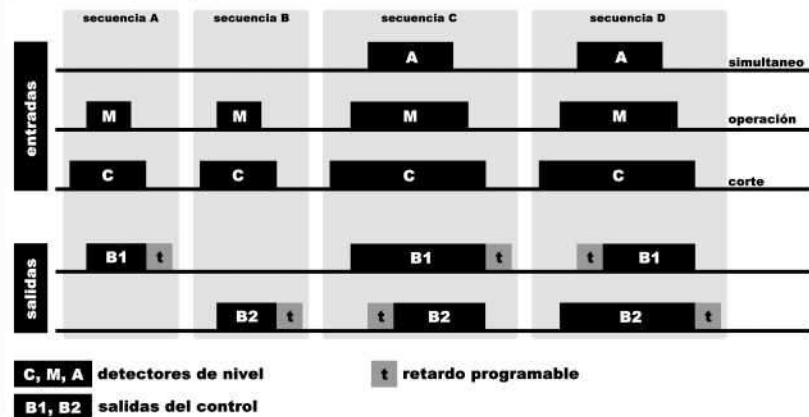 secuencia A secuencia B secuencia C secuencia D
entradas
A A simultaneo
M M M M operación
C C C C corte
salidas
B1 t B1 t t B1
B2 t t B2 B2 t
C, M, A detectores de nivel t retardo programable
B1, B2 salidas del control